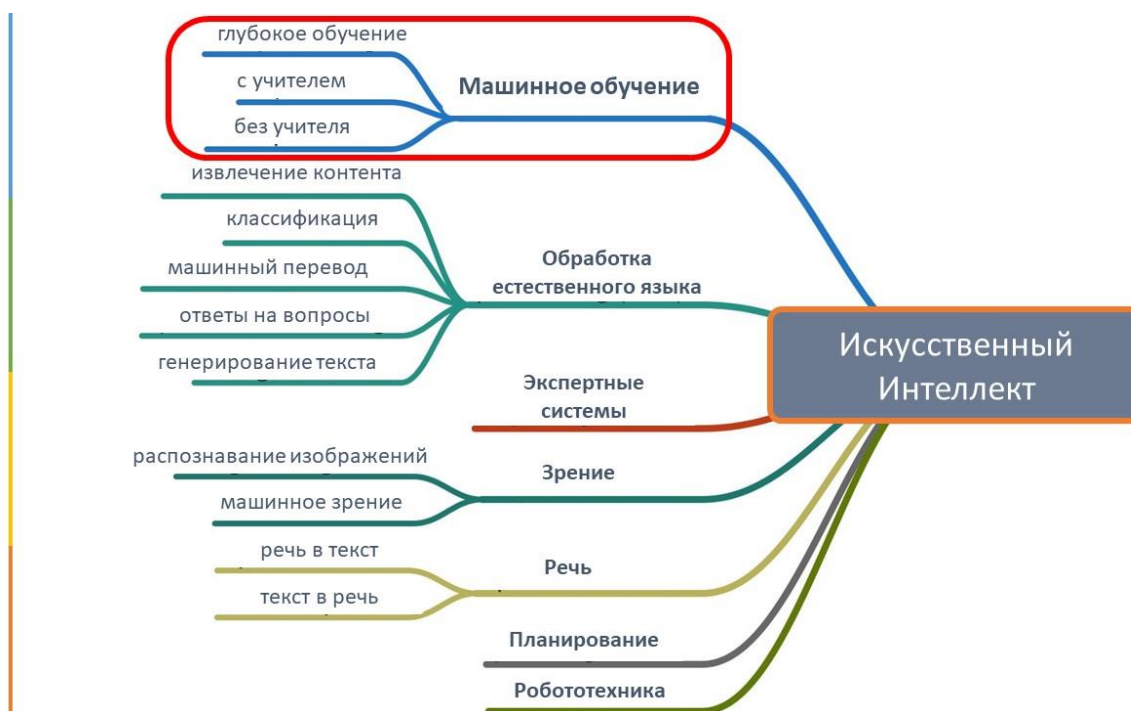 глубокое обучение
с учителем
без учителя
Машинное обучение
извлечение контента
классификация
машинный перевод
ответы на вопросы
генерирование текста
Обработка
естественного языка
Экспертные
системы
распознавание изображений
машинное зрение
Зрение
речь в текст
текст в речь
Речь
Планирование
Робототехника
Искусственный
Интеллект